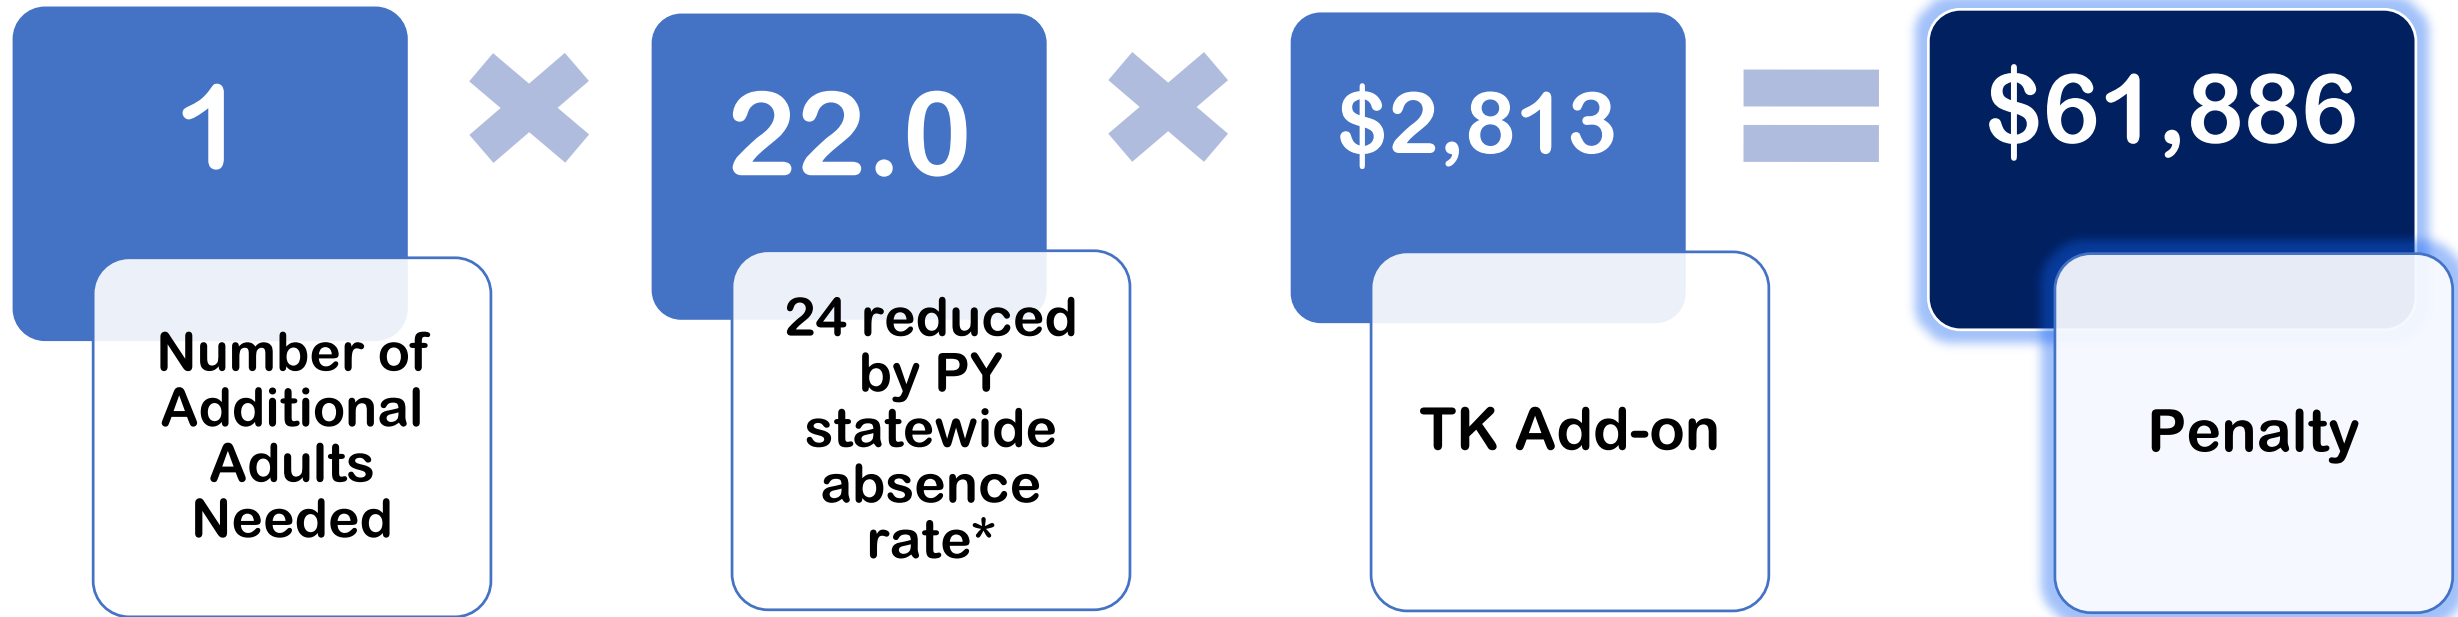 1
Number of
Additional
Adults
Needed
22.0
24 reduced
by PY
statewide
absence
rate*
$2,813
TK Add-on
$61,886
Penalty